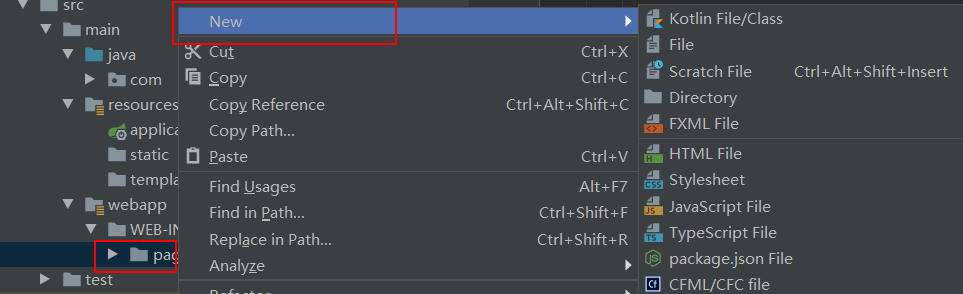 src
main
java
com
resources
applica
static
templa
webapp
WEB-IN
pag
test
New
Cut Ctrl+X
Copy Ctrl+C
Copy Reference Ctrl+Alt+Shift+C
Copy Path...
Paste Ctrl+V
Find Usages Alt+F7
Find in Path... Ctrl+Shift+F
Replace in Path... Ctrl+Shift+R
Analyze
Refactor
Kotlin File/Class
File
Scratch File Ctrl+Alt+Shift+Insert
Directory
FXML File
HTML File
Stylesheet
JavaScript File
TypeScript File
package.json File
CFML/CFC file